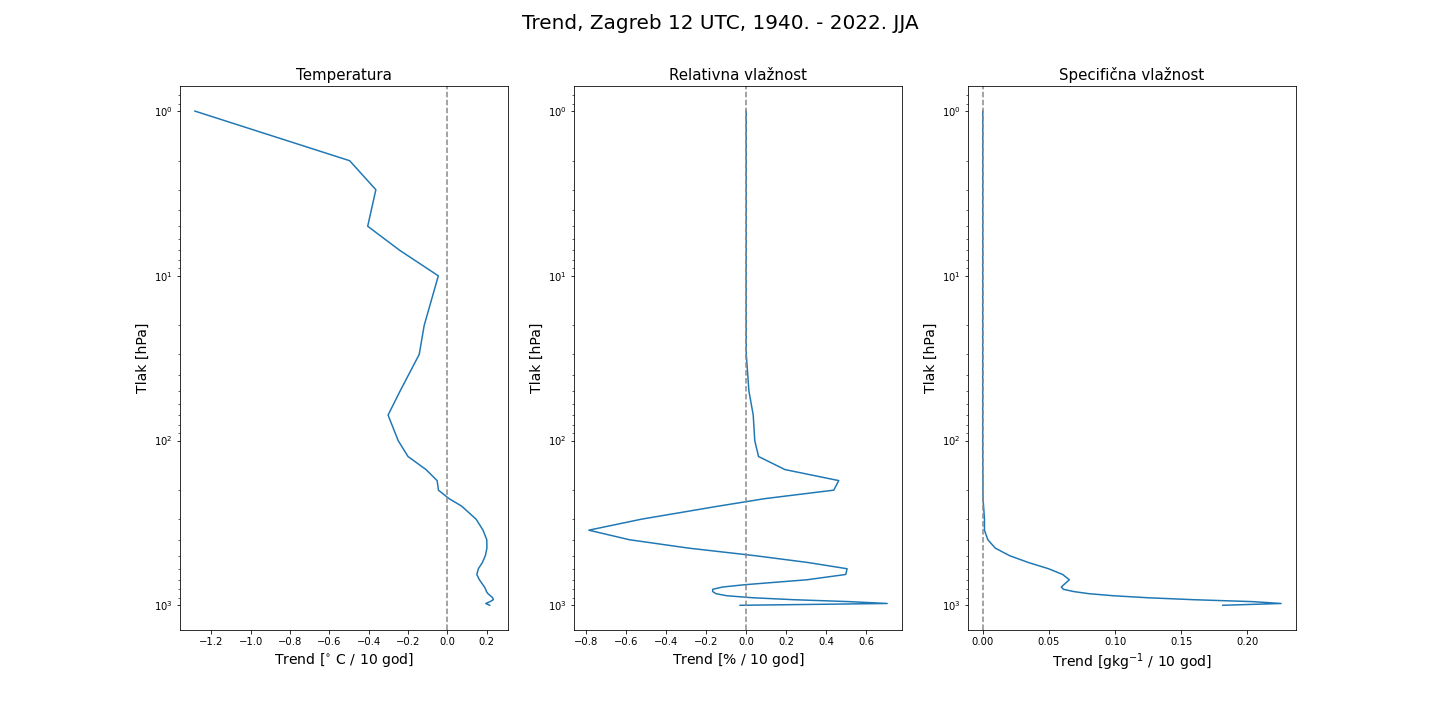 Trend, Zagreb 12 UTC, 1940. - 2022. JJA
Temperatura
Tlak [hPa]
10⁰
10¹
10²
10³
−1.2 −1.0 −0.8 −0.6 −0.4 −0.2 0.0 0.2
Trend [° C / 10 god]
Relativna vlažnost
Tlak [hPa]
10⁰
10¹
10²
10³
−0.8 −0.6 −0.4 −0.2 0.0 0.2 0.4 0.6
Trend [% / 10 god]
Specifična vlažnost
Tlak [hPa]
10⁰
10¹
10²
10³
0.00 0.05 0.10 0.15 0.20
Trend [gkg⁻¹ / 10 god]